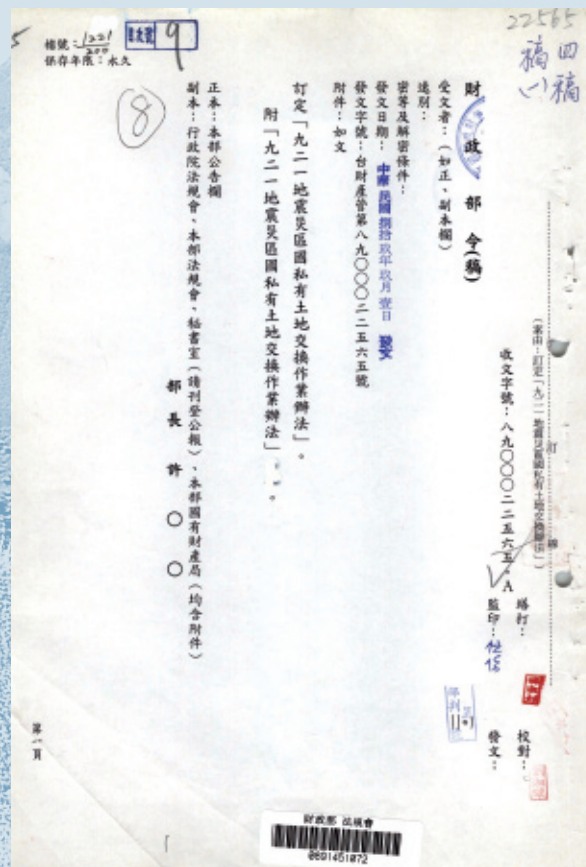 22565
四稿
稿(一)
檔號：1221/200
保存年限：永久
9
⑧
(案由：訂定「九二一地震災區國私有土地交換辦法」)
訂
線
收文字號：八九〇〇〇二二五六五．A
繕打：
監印：
校對：
發文：
財政部令(稿)
受文者：(如正、副本欄)
速別：
密等及解密條件：
發文日期：中華民國捌拾玖年玖月壹日 發文
發文字號：台財產管第八九〇〇〇二二五六五號
附件：如文
訂定「九二一地震災區國私有土地交換作業辦法」。
附「九二一地震災區國私有土地交換作業辦法」。
正本：本部公告欄
副本：行政院法規會、本部法規會、秘書室(請刊登公報)、本部國有財產局(均含附件)
部長 許 〇 〇
第一頁
財政部 法規會
0891451072